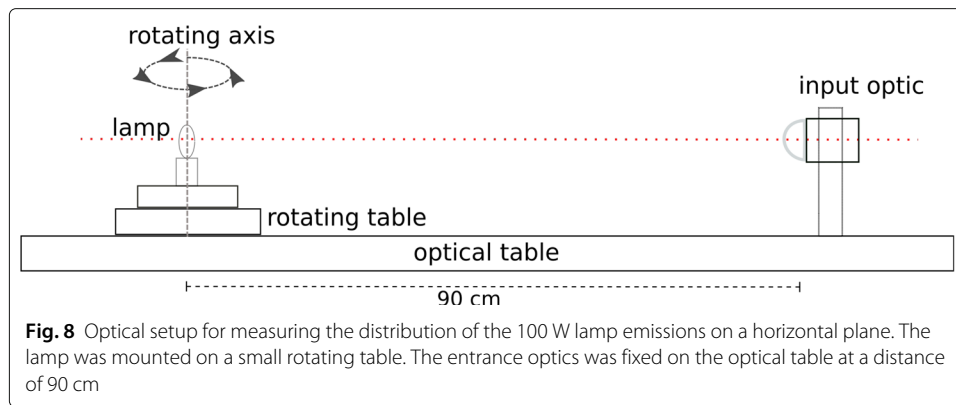 rotating axis
input optic
lamp
rotating table
optical table
90 cm
Fig. 8 Optical setup for measuring the distribution of the 100 W lamp emissions on a horizontal plane. The
lamp was mounted on a small rotating table. The entrance optics was fixed on the optical table at a distance
of 90 cm